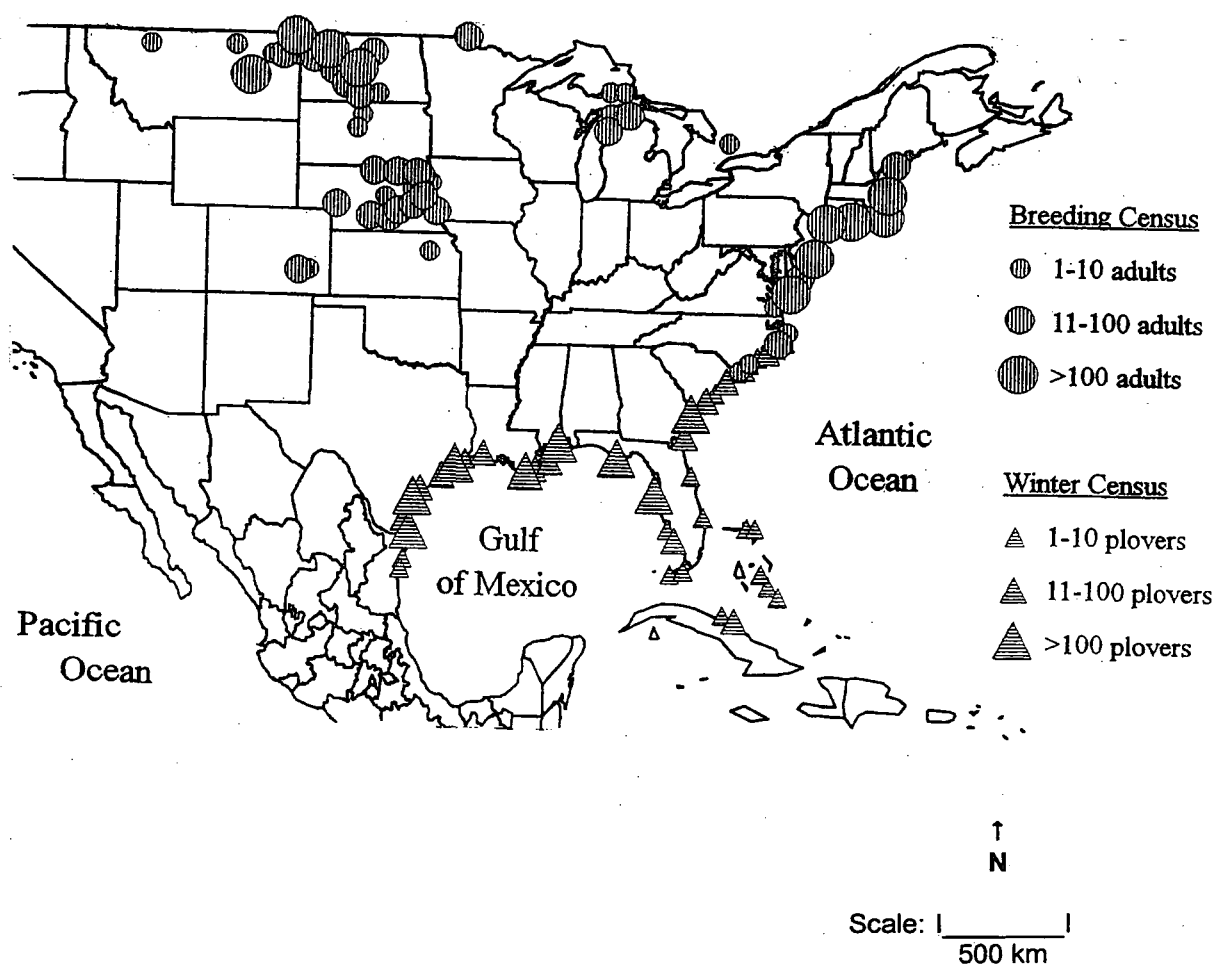 Breeding Census
1-10 adults
11-100 adults
>100 adults
Atlantic
Ocean
Winter Census
1-10 plovers
11-100 plovers
>100 plovers
Gulf
of Mexico
Pacific
Ocean
N
Scale:
500 km